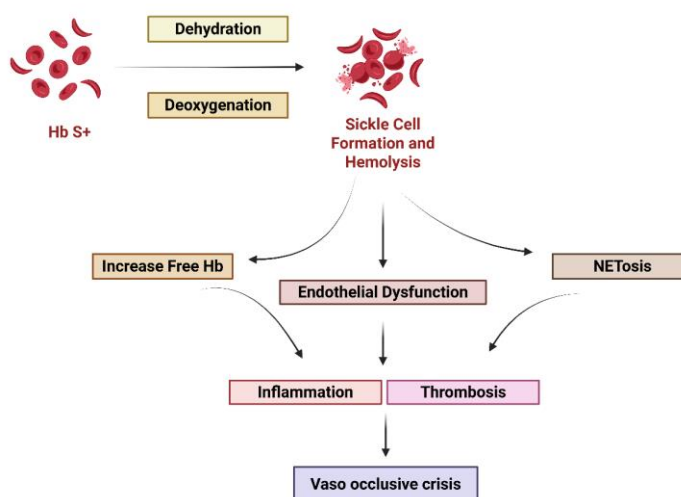 Dehydration
Deoxygenation
Hb S+
Sickle Cell
Formation and
Hemolysis
Increase Free Hb
Endothelial Dysfunction
NETosis
Inflammation
Thrombosis
Vaso occlusive crisis